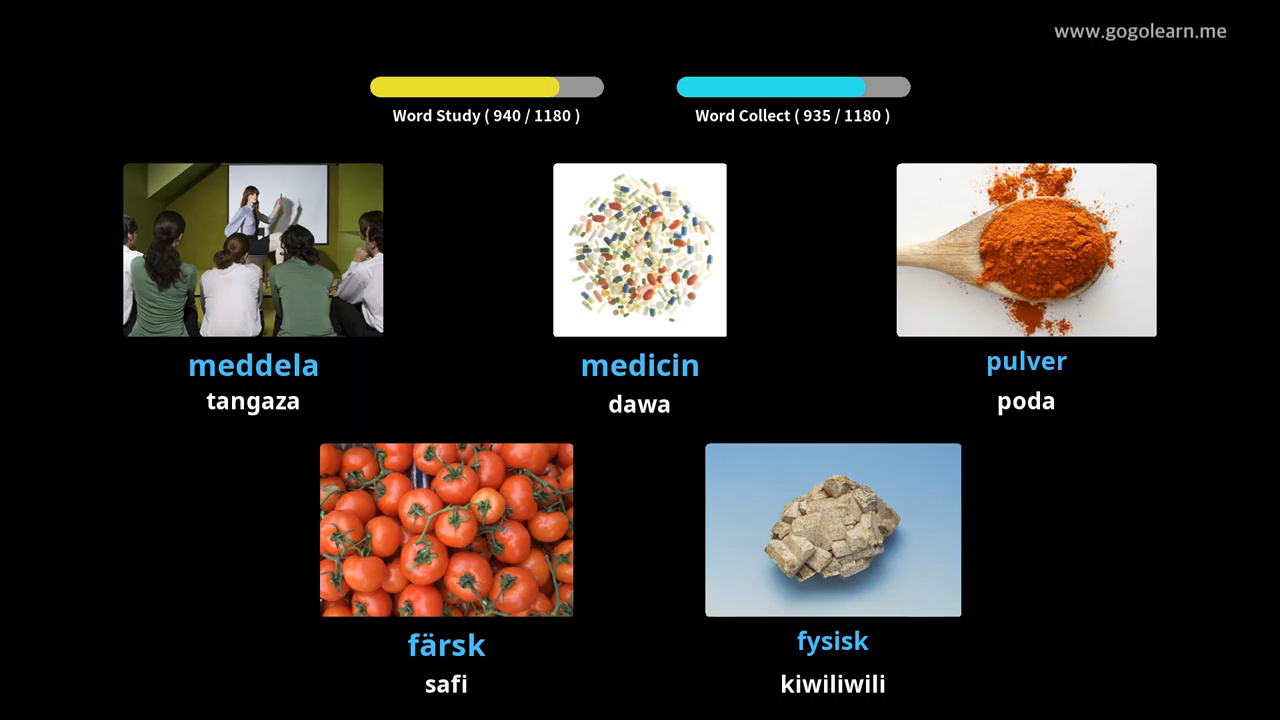 www.gogolearn.me
Word Study ( 940 / 1180 )
Word Collect ( 935 / 1180 )
meddela
tangaza
medicin
dawa
pulver
poda
färsk
safi
fysisk
kiwiliwili